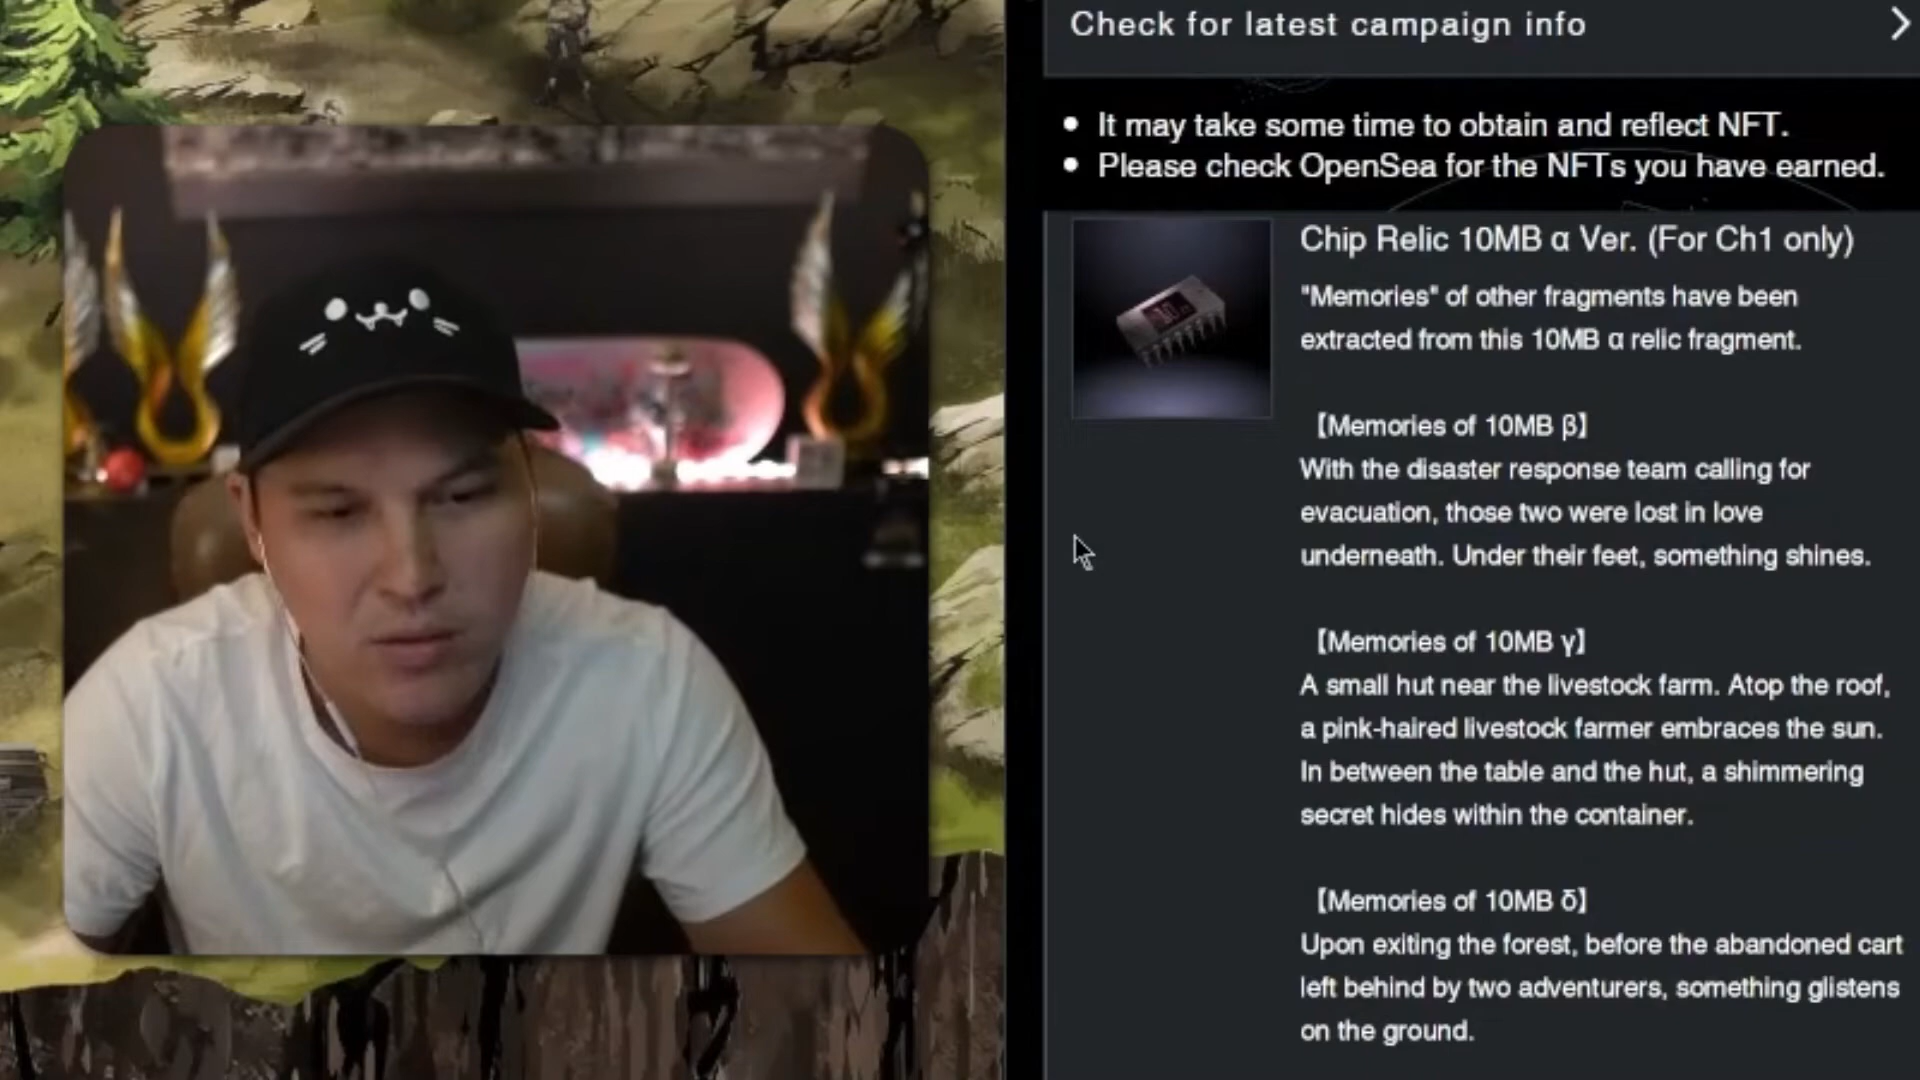 Check for latest campaign info
• It may take some time to obtain and reflect NFT.
• Please check OpenSea for the NFTs you have earned.
Chip Relic 10MB α Ver. (For Ch1 only)
"Memories" of other fragments have been
extracted from this 10MB α relic fragment.
【Memories of 10MB β】
With the disaster response team calling for
evacuation, those two were lost in love
underneath. Under their feet, something shines.
【Memories of 10MB γ】
A small hut near the livestock farm. Atop the roof,
a pink-haired livestock farmer embraces the sun.
In between the table and the hut, a shimmering
secret hides within the container.
【Memories of 10MB δ】
Upon exiting the forest, before the abandoned cart
left behind by two adventurers, something glistens
on the ground.